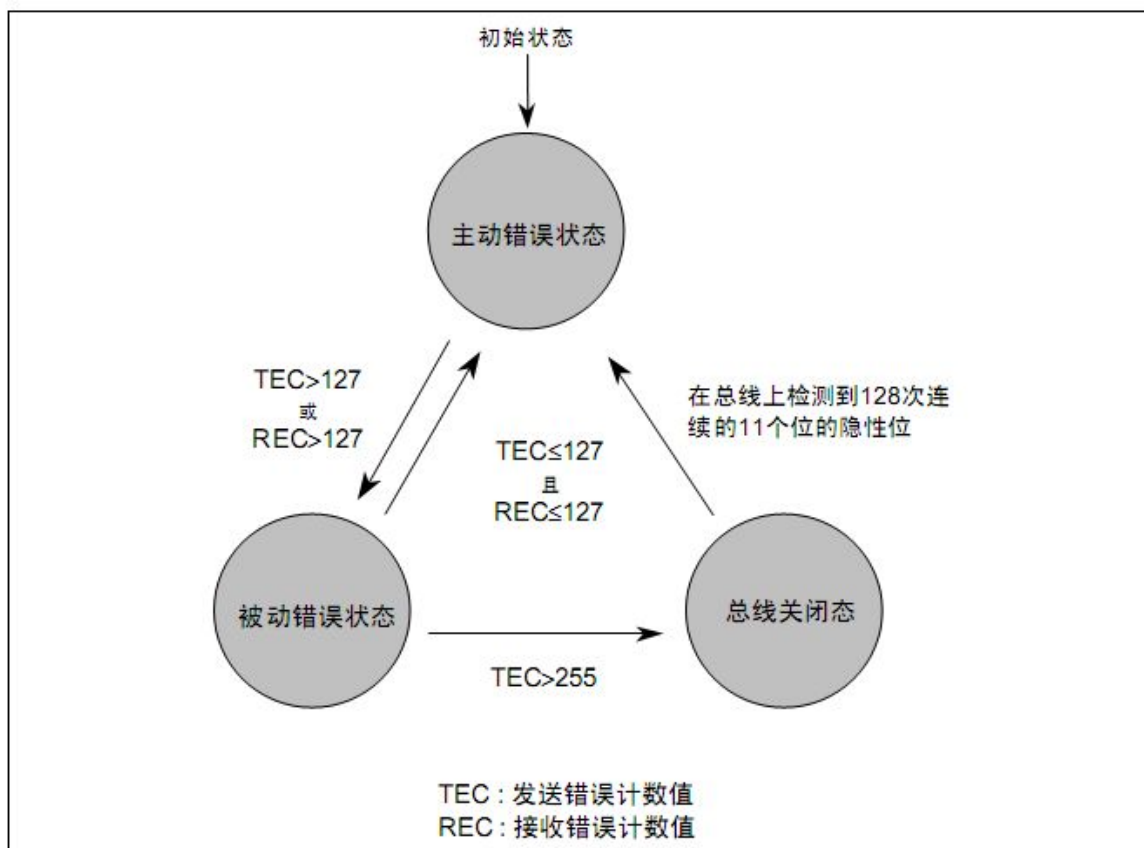 初始状态
主动错误状态
TEC>127
或
REC>127
TEC≤127
且
REC≤127
在总线上检测到128次连
续的11个位的隐性位
被动错误状态
总线关闭态
TEC>255
TEC : 发送错误计数值
REC : 接收错误计数值